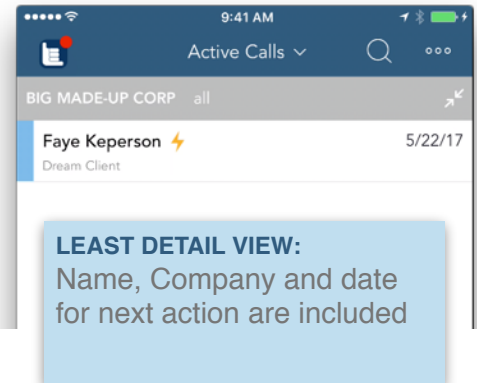 9:41 AM
Active Calls
BIG MADE-UP CORP all
Faye Keperson 5/22/17
Dream Client
LEAST DETAIL VIEW:
Name, Company and date
for next action are included